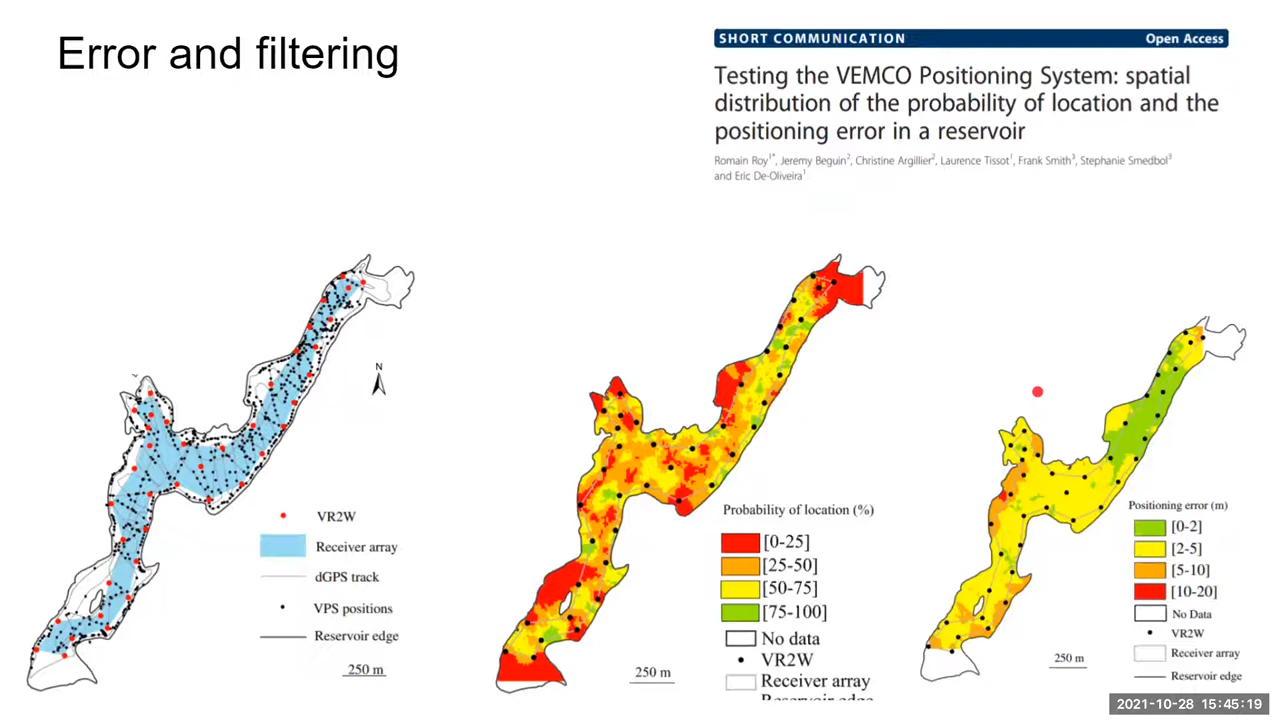 Error and filtering
SHORT COMMUNICATION
Open Access
Testing the VEMCO Positioning System: spatial
distribution of the probability of location and the
positioning error in a reservoir
Romain Roy1*, Jeremy Beguin2, Christine Argillier2, Laurence Tissot1, Frank Smith3, Stephanie Smedbol3
and Eric De-Oliveira1
N
VR2W
Receiver array
dGPS track
VPS positions
Reservoir edge
250 m
Probability of location (%)
[0-25]
[25-50]
[50-75]
[75-100]
No data
VR2W
Receiver array
Reservoir edge
250 m
Positioning error (m)
[0-2]
[2-5]
[5-10]
[10-20]
No Data
VR2W
Receiver array
Reservoir edge
250 m
2021-10-28 15:45:19